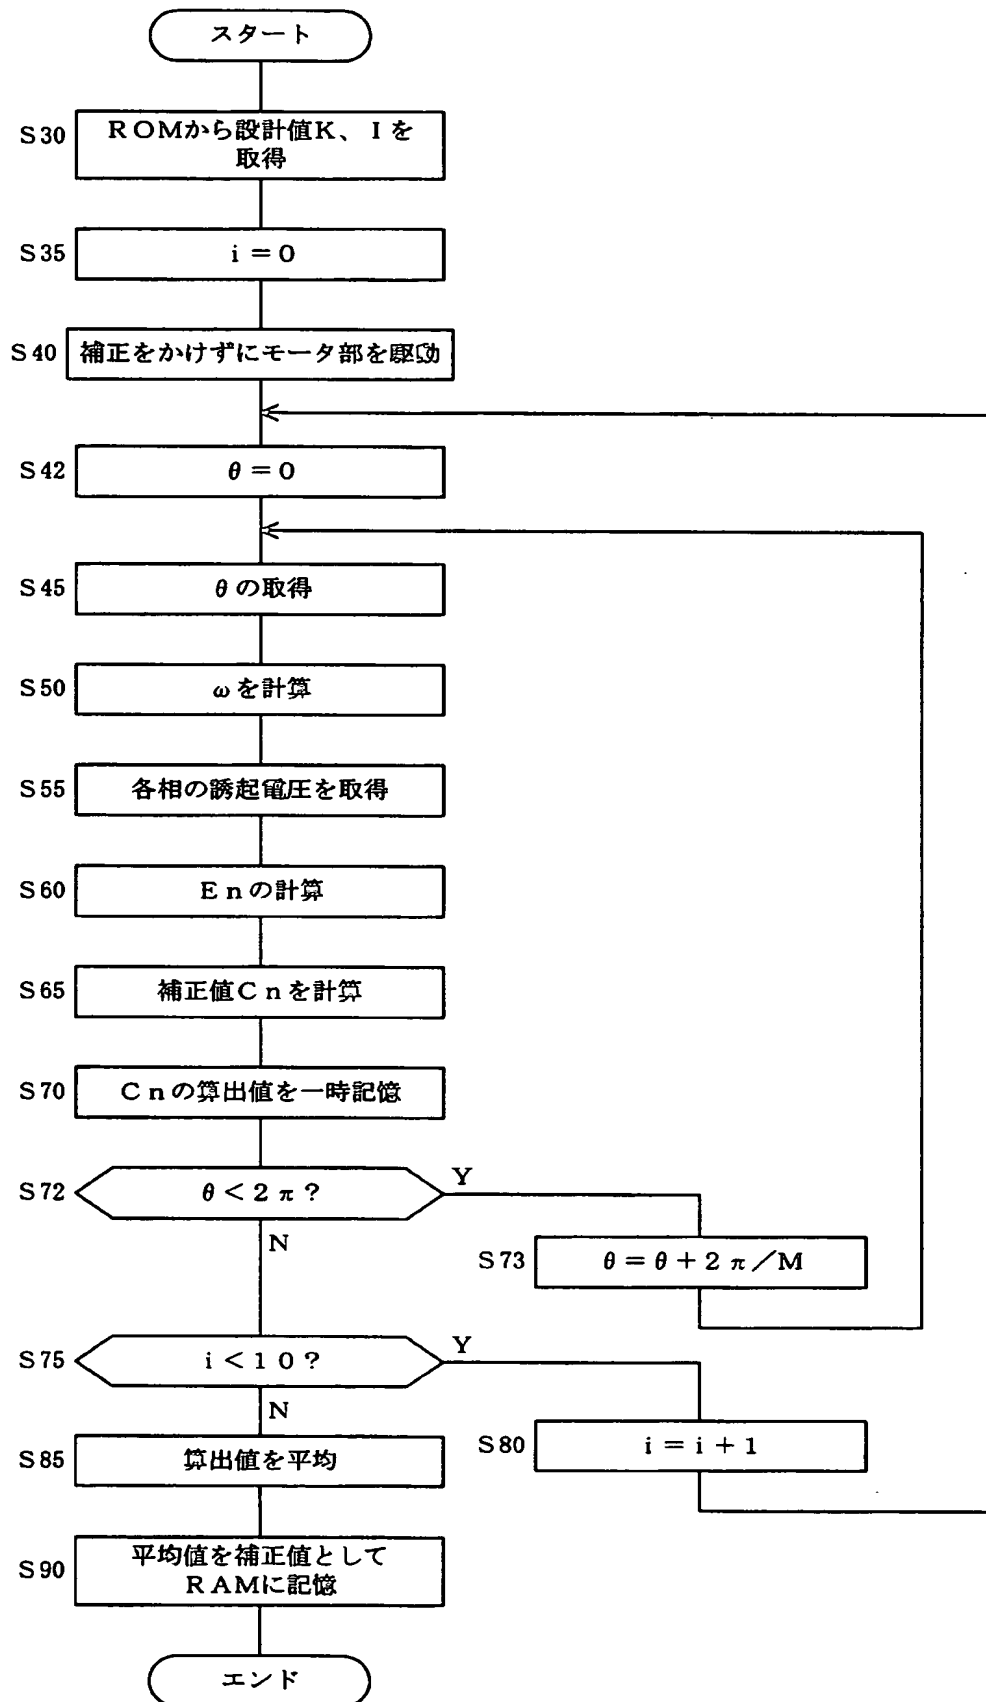 スタート
S30
ROMから設計値K、Iを
取得
S35
i=0
S40
補正をかけずにモータ部を駆動
S42
θ=0
S45
θの取得
S50
ωを計算
S55
各相の誘起電圧を取得
S60
Enの計算
S65
補正値Cnを計算
S70
Cnの算出値を一時記憶
S72
θ<2π?
Y
N
S73
θ=θ+2π/M
S75
i<10?
Y
N
S80
i=i+1
S85
算出値を平均
S90
平均値を補正値として
RAMに記憶
エンド